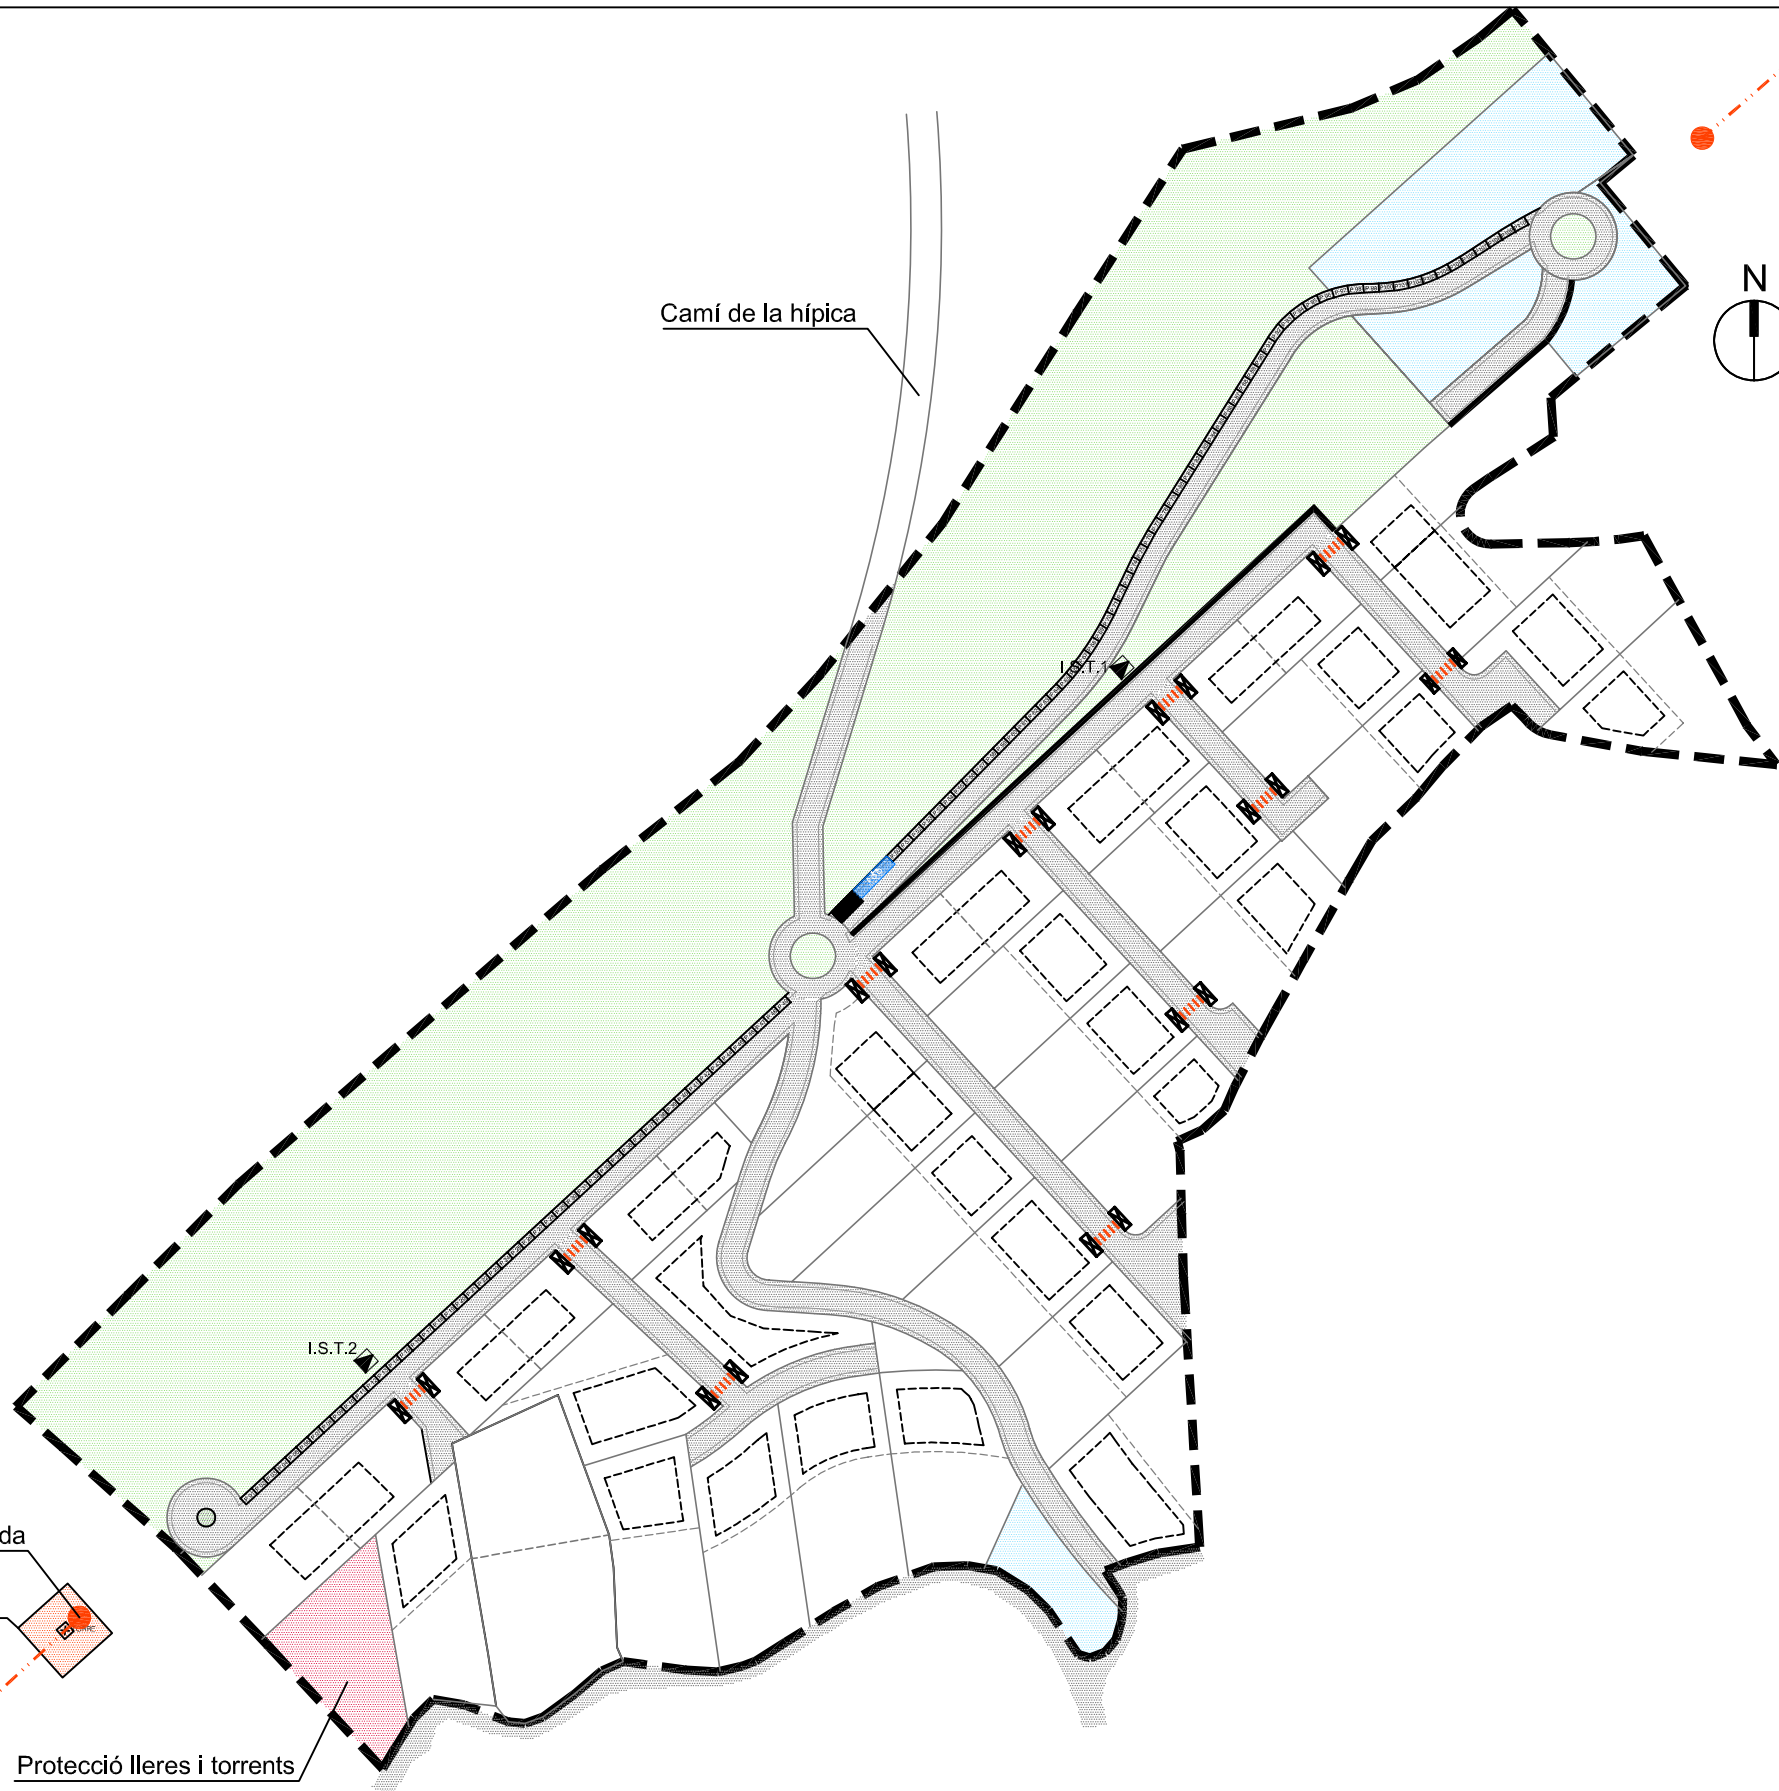 N
Camí de la hípica
I.S.T.1
I.S.T.2
da
Protecció lleres i torrents